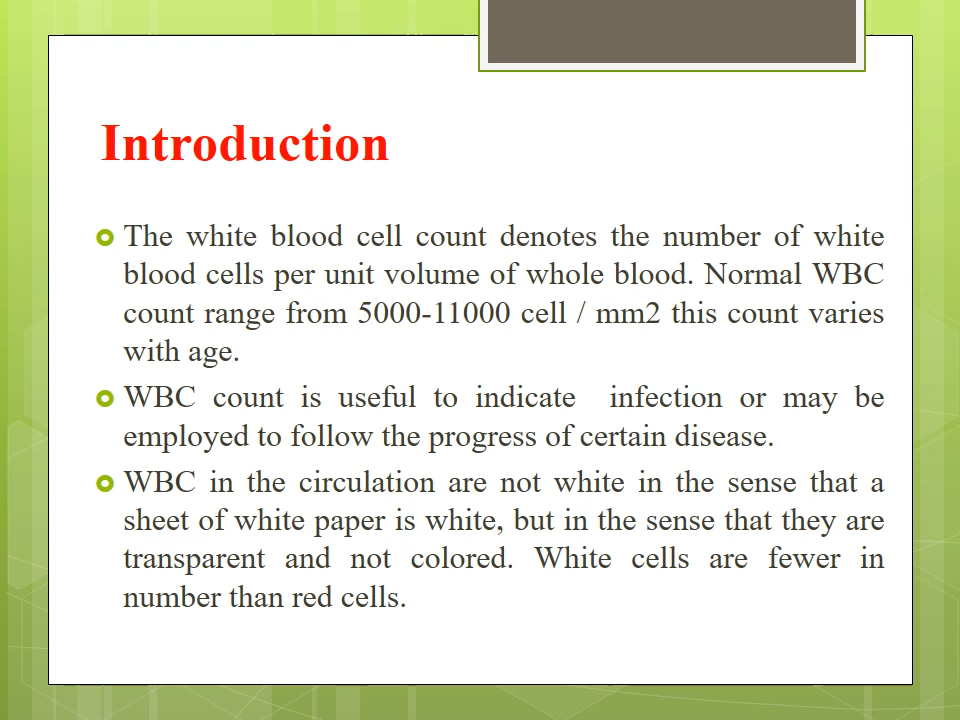 Introduction
The white blood cell count denotes the number of white
blood cells per unit volume of whole blood. Normal WBC
count range from 5000-11000 cell / mm2 this count varies
with age.
WBC count is useful to indicate infection or may be
employed to follow the progress of certain disease.
WBC in the circulation are not white in the sense that a
sheet of white paper is white, but in the sense that they are
transparent and not colored. White cells are fewer in
number than red cells.